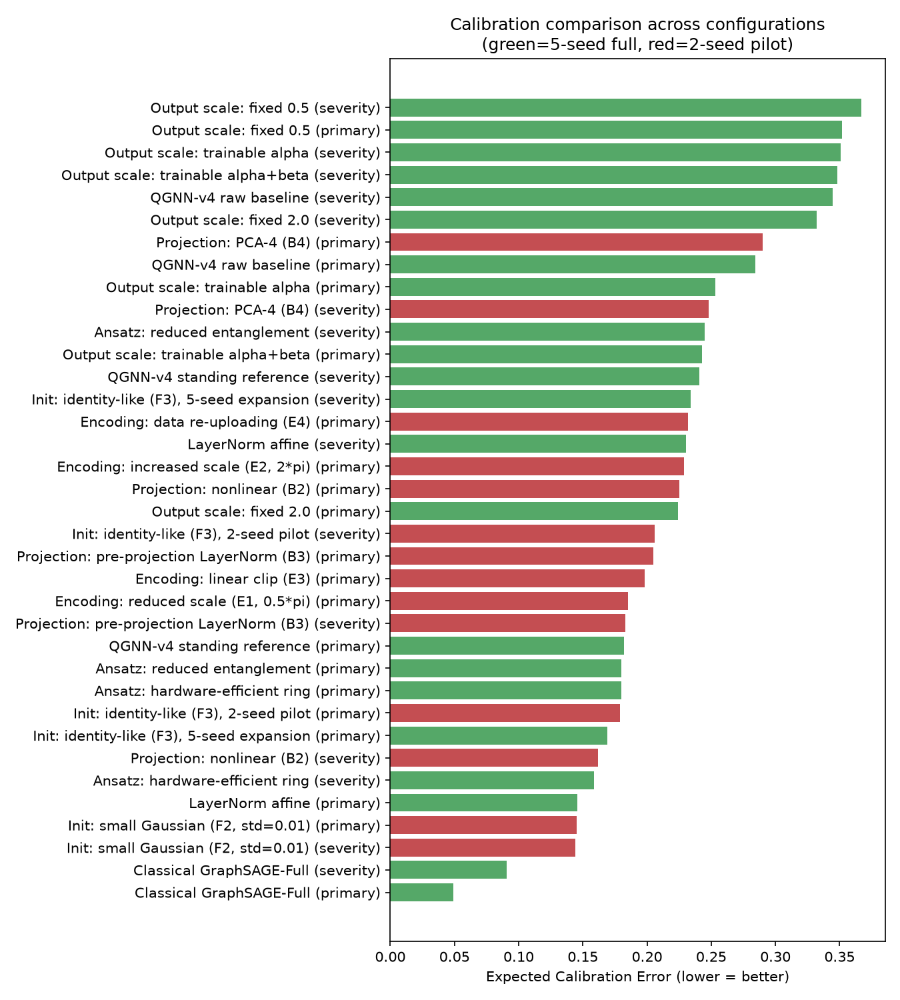 Calibration comparison across configurations
(green=5-seed full, red=2-seed pilot)
Output scale: fixed 0.5 (severity)
Output scale: fixed 0.5 (primary)
Output scale: trainable alpha (severity)
Output scale: trainable alpha+beta (severity)
QGNN-v4 raw baseline (severity)
Output scale: fixed 2.0 (severity)
Projection: PCA-4 (B4) (primary)
QGNN-v4 raw baseline (primary)
Output scale: trainable alpha (primary)
Projection: PCA-4 (B4) (severity)
Ansatz: reduced entanglement (severity)
Output scale: trainable alpha+beta (primary)
QGNN-v4 standing reference (severity)
Init: identity-like (F3), 5-seed expansion (severity)
Encoding: data re-uploading (E4) (primary)
LayerNorm affine (severity)
Encoding: increased scale (E2, 2*pi) (primary)
Projection: nonlinear (B2) (primary)
Output scale: fixed 2.0 (primary)
Init: identity-like (F3), 2-seed pilot (severity)
Projection: pre-projection LayerNorm (B3) (primary)
Encoding: linear clip (E3) (primary)
Encoding: reduced scale (E1, 0.5*pi) (primary)
Projection: pre-projection LayerNorm (B3) (severity)
QGNN-v4 standing reference (primary)
Ansatz: reduced entanglement (primary)
Ansatz: hardware-efficient ring (primary)
Init: identity-like (F3), 2-seed pilot (primary)
Init: identity-like (F3), 5-seed expansion (primary)
Projection: nonlinear (B2) (severity)
Ansatz: hardware-efficient ring (severity)
LayerNorm affine (primary)
Init: small Gaussian (F2, std=0.01) (primary)
Init: small Gaussian (F2, std=0.01) (severity)
Classical GraphSAGE-Full (severity)
Classical GraphSAGE-Full (primary)
0.00 0.05 0.10 0.15 0.20 0.25 0.30 0.35
Expected Calibration Error (lower = better)